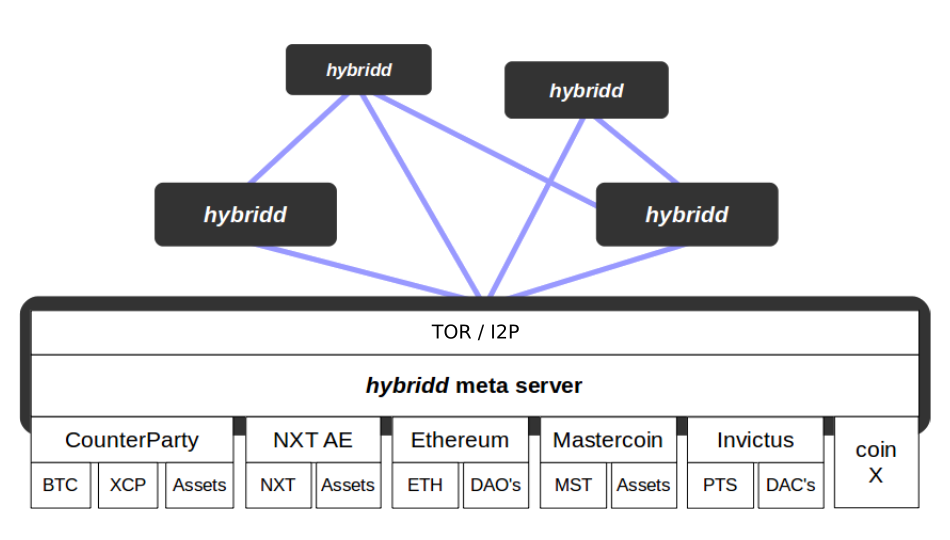 hybridd
hybridd
hybridd
hybridd
TOR / I2P
hybridd meta server
CounterParty
NXT AE
Ethereum
Mastercoin
Invictus
coin
X
BTC
XCP
Assets
NXT
Assets
ETH
DAO's
MST
Assets
PTS
DAC's